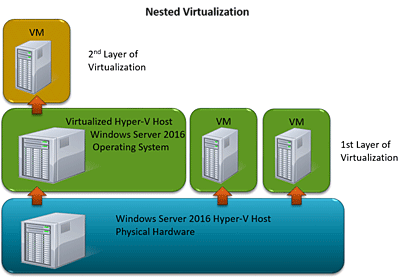 Nested Virtualization
VM
2nd Layer of
Virtualization
Virtualized Hyper-V Host
Windows Server 2016
Operating System
VM
VM
1st Layer of
Virtualization
Windows Server 2016 Hyper-V Host
Physical Hardware